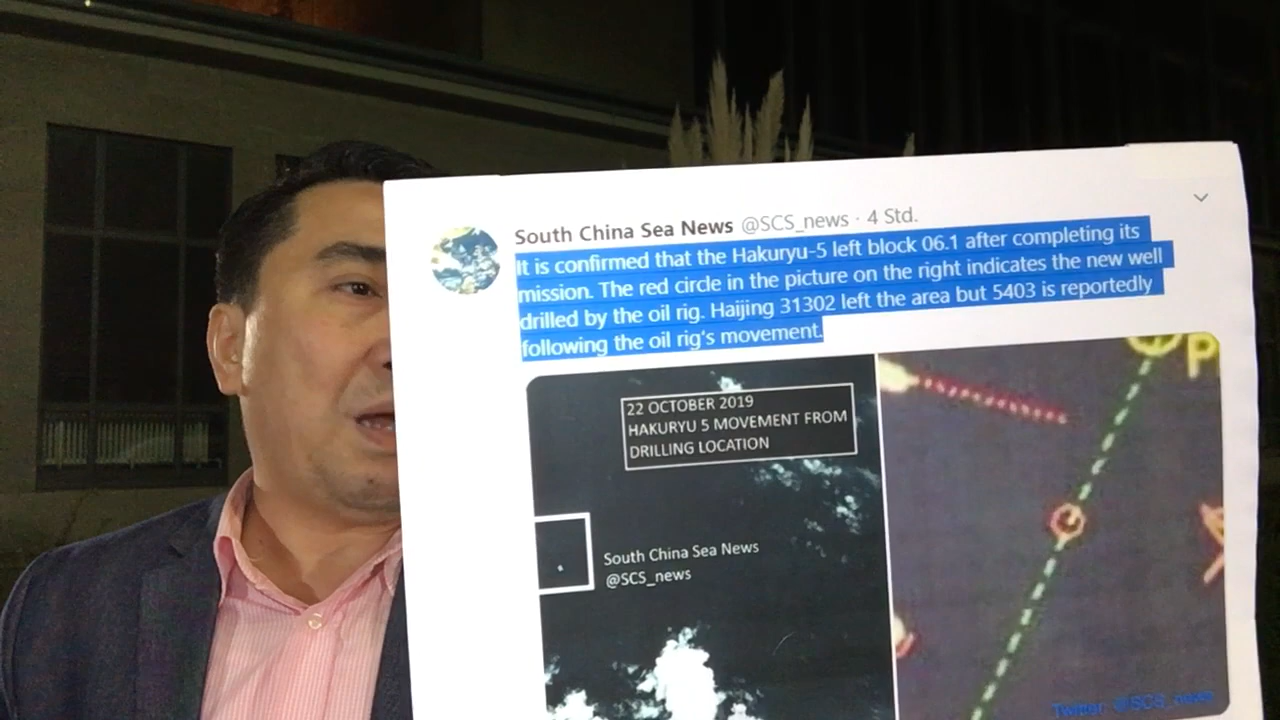 South China Sea News @SCS_news · 4 Std.
It is confirmed that the Hakuryu-5 left block 06.1 after completing its
mission. The red circle in the picture on the right indicates the new well
drilled by the oil rig. Haijing 31302 left the area but 5403 is reportedly
following the oil rig's movement.
22 OCTOBER 2019
HAKURYU 5 MOVEMENT FROM
DRILLING LOCATION
South China Sea News
@SCS_news
P
Twitter: @SCS_news